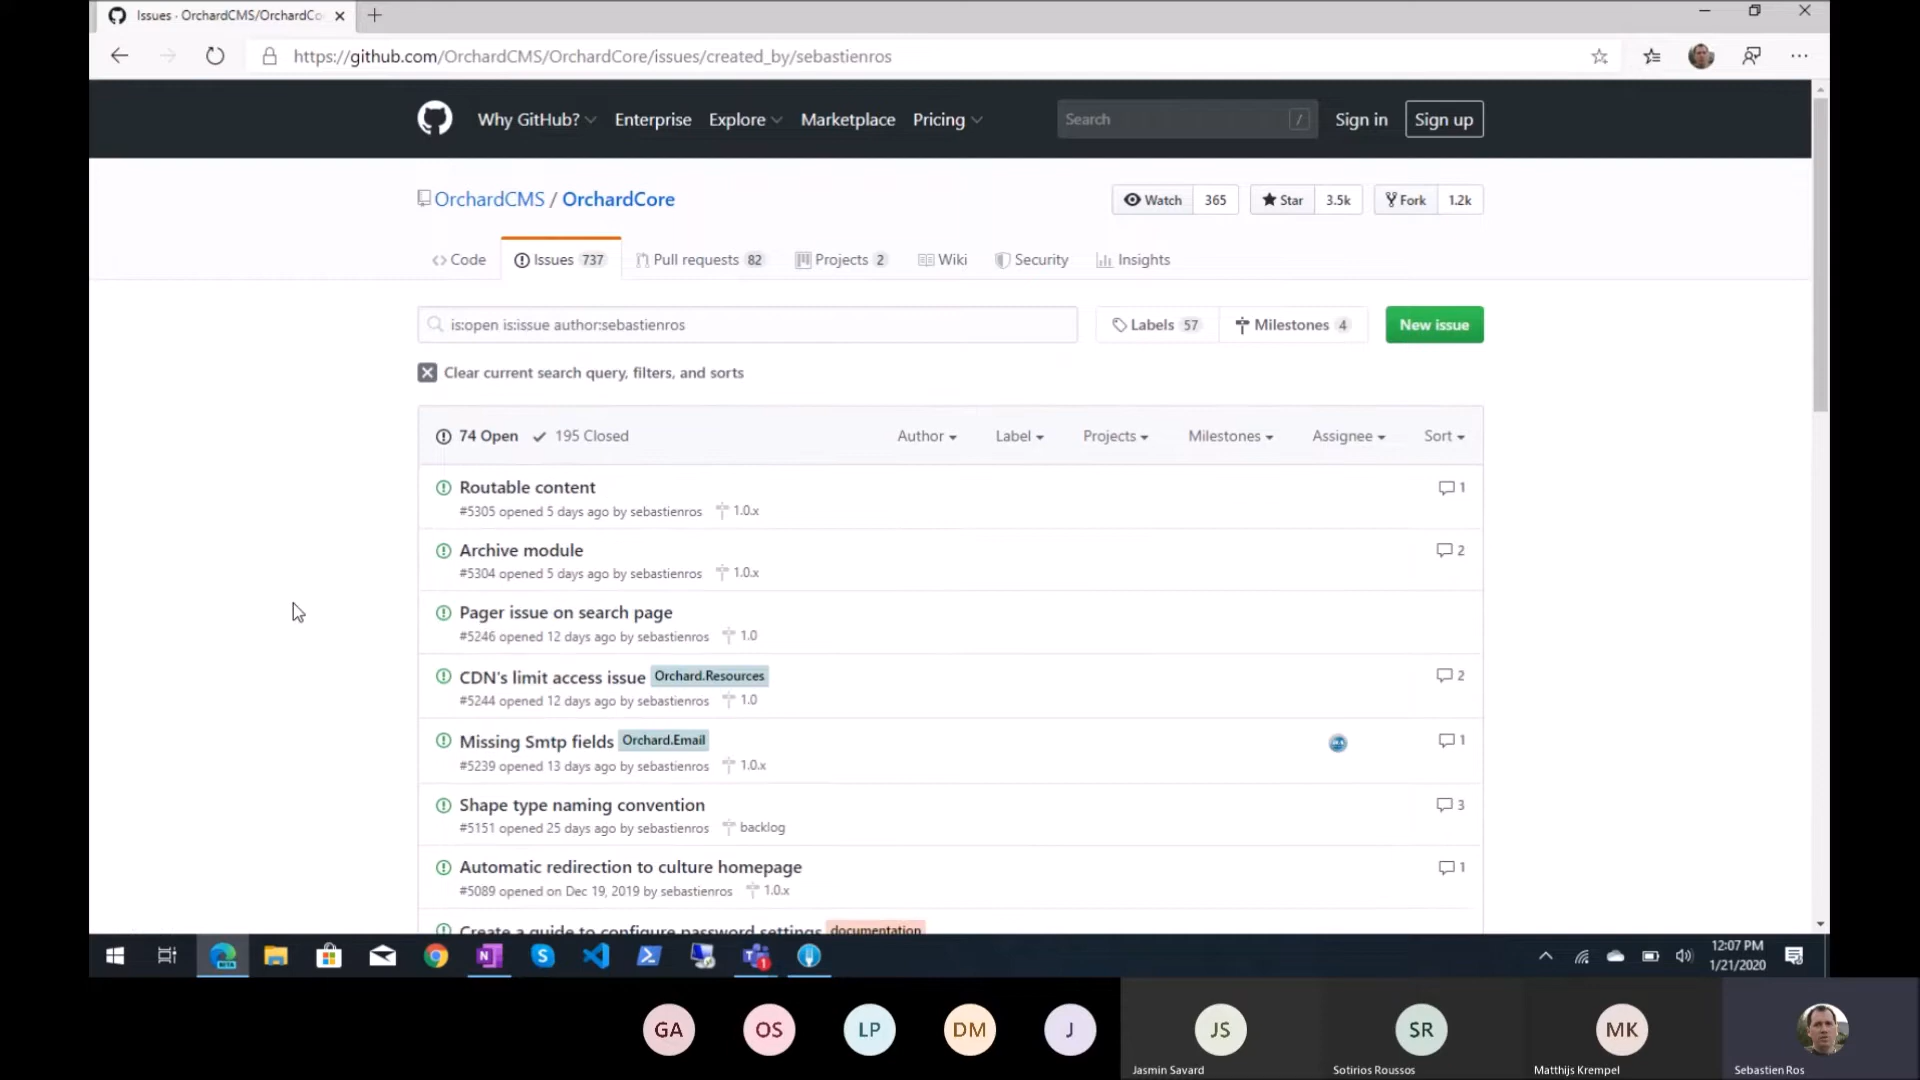 Issues · OrchardCMS/OrchardCo
https://github.com/OrchardCMS/OrchardCore/issues/created_by/sebastienros
Why GitHub? Enterprise Explore Marketplace Pricing Search / Sign in Sign up
OrchardCMS / OrchardCore Watch 365 Star 3.5k Fork 1.2k
Code Issues 737 Pull requests 82 Projects 2 Wiki Security Insights
is:open is:issue author:sebastienros Labels 57 Milestones 4 New issue
Clear current search query, filters, and sorts
74 Open 195 Closed Author Label Projects Milestones Assignee Sort
Routable content 1
#5305 opened 5 days ago by sebastienros 1.0.x
Archive module 2
#5304 opened 5 days ago by sebastienros 1.0.x
Pager issue on search page
#5246 opened 12 days ago by sebastienros 1.0
CDN's limit access issue Orchard.Resources 2
#5244 opened 12 days ago by sebastienros 1.0
Missing Smtp fields Orchard.Email 1
#5239 opened 13 days ago by sebastienros 1.0.x
Shape type naming convention 3
#5151 opened 25 days ago by sebastienros backlog
Automatic redirection to culture homepage 1
#5089 opened on Dec 19, 2019 by sebastienros 1.0.x
Create a guide to configure password settings documentation
12:07 PM
1/21/2020
GA OS LP DM J JS SR MK
Jasmin Savard Sotirios Roussos Matthijs Krempel Sebastien Ros